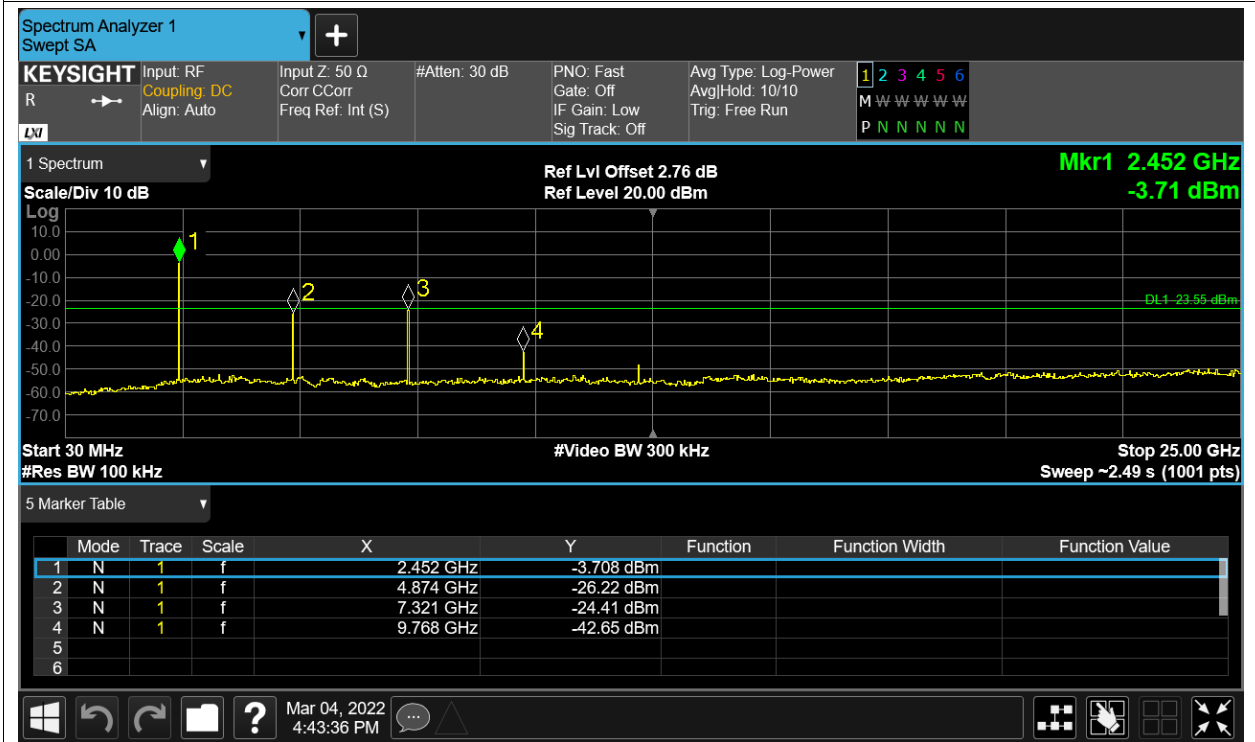 Spectrum Analyzer 1
Swept SA
KEYSIGHT Input: RF Input Z: 50 Ω #Atten: 30 dB PNO: Fast Avg Type: Log-Power 1 2 3 4 5 6
R Coupling: DC Corr CCorr Gate: Off Avg|Hold: 10/10 M W W W W W
Align: Auto Freq Ref: Int (S) IF Gain: Low Trig: Free Run
LXI Sig Track: Off P N N N N N
1 Spectrum Ref Lvl Offset 2.76 dB Mkr1 2.452 GHz
Scale/Div 10 dB Ref Level 20.00 dBm -3.71 dBm
Log
10.0
0.00
-10.0
-20.0
-30.0
-40.0
-50.0
-60.0
-70.0
1
2
3
4
DL1 -23.55 dBm
Start 30 MHz #Video BW 300 kHz Stop 25.00 GHz
#Res BW 100 kHz Sweep ~2.49 s (1001 pts)
5 Marker Table
Mode Trace Scale X Y Function Function Width Function Value
1 N 1 f 2.452 GHz -3.708 dBm
2 N 1 f 4.874 GHz -26.22 dBm
3 N 1 f 7.321 GHz -24.41 dBm
4 N 1 f 9.768 GHz -42.65 dBm
5
6
? Mar 04, 2022
4:43:36 PM